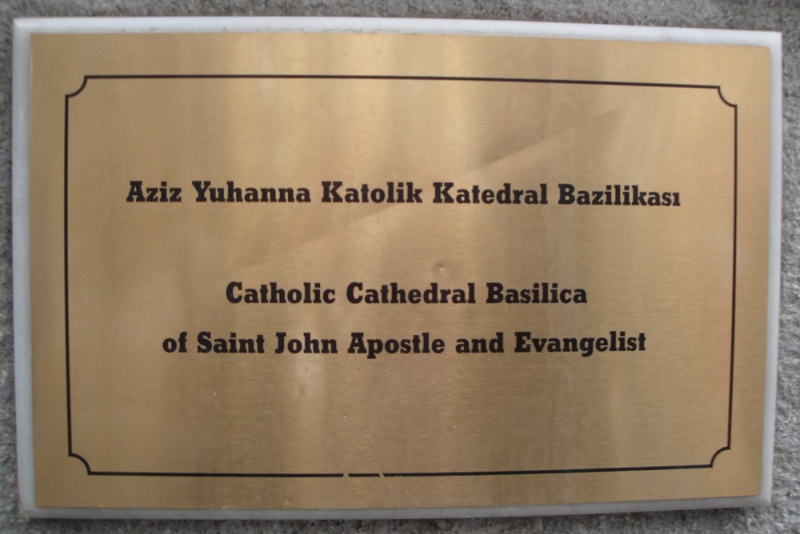 Aziz Yuhanna Katolik Katedral Bazilikası
Catholic Cathedral Basilica
of Saint John Apostle and Evangelist